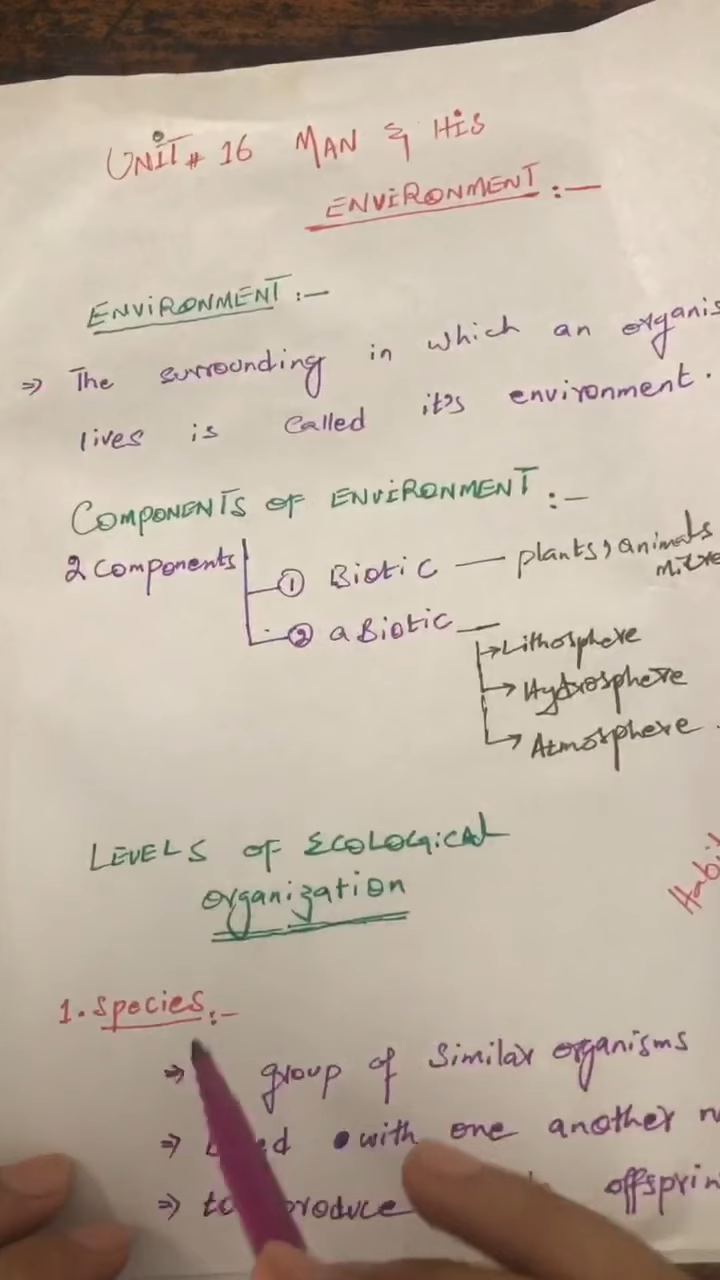 UNIT # 16 MAN & HIS
ENVIRONMENT :—
ENVIRONMENT :—
⇒ The surrounding in which an organis
lives is called it's environment.
COMPONENTS OF ENVIRONMENT :—
2 Components
① Biotic — plants, animals
② aBiotic —
→ Lithosphere
→ Hydrosphere
→ Atmosphere
LEVELS OF ECOLOGICAL
organization
1. Species :—
⇒ group of similar organisms
⇒ with one another
⇒ to offsprin